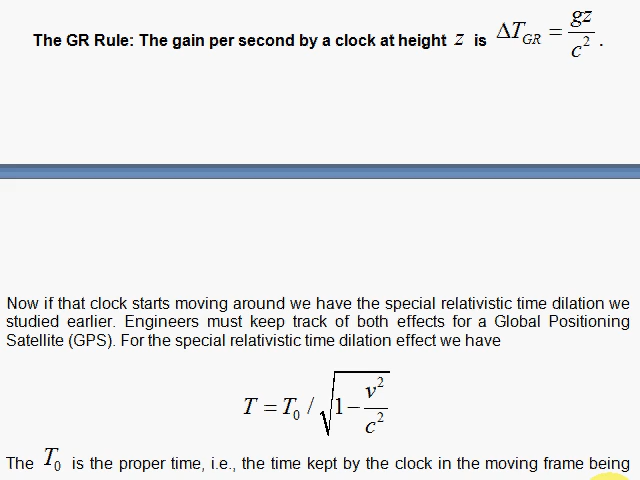 The GR Rule: The gain per second by a clock at height z is ΔT_GR = gz/c².
Now if that clock starts moving around we have the special relativistic time dilation we
studied earlier. Engineers must keep track of both effects for a Global Positioning
Satellite (GPS). For the special relativistic time dilation effect we have
T = T₀ / √(1 − v²/c²)
The T₀ is the proper time, i.e., the time kept by the clock in the moving frame being